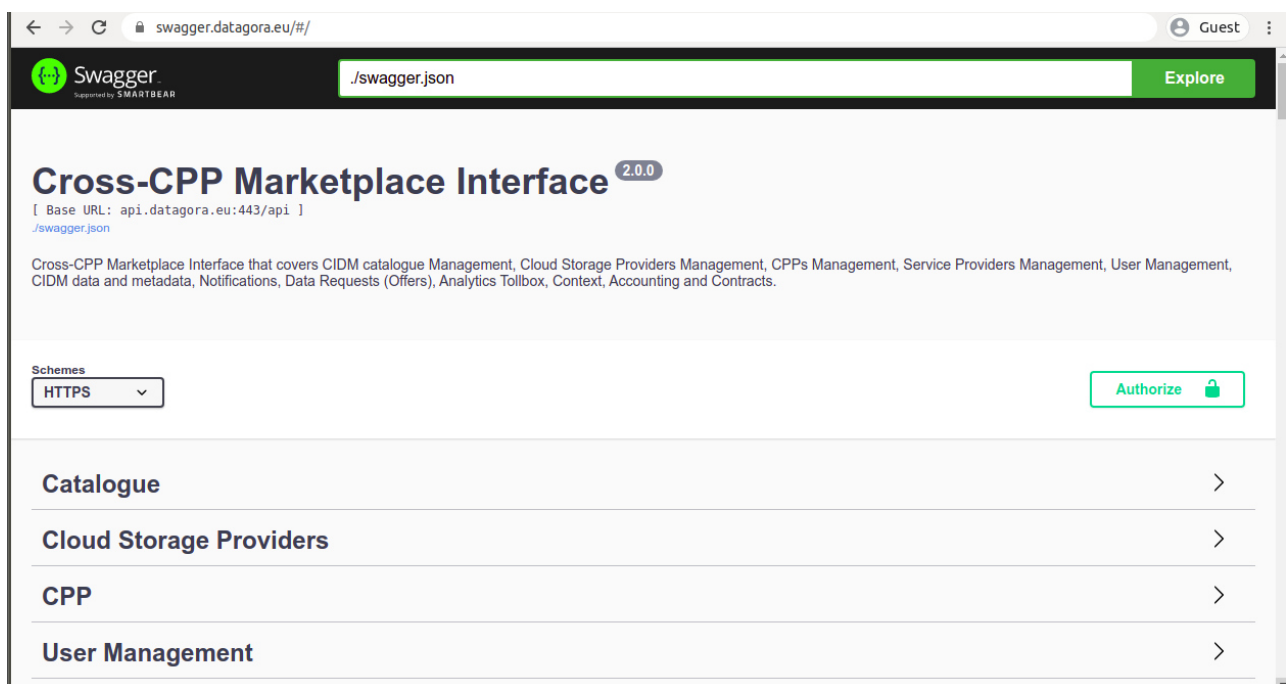 swagger.datagora.eu/#/
Guest
Swagger.
Supported by SMARTBEAR
./swagger.json
Explore
Cross-CPP Marketplace Interface 2.0.0
[ Base URL: api.datagora.eu:443/api ]
./swagger.json
Cross-CPP Marketplace Interface that covers CIDM catalogue Management, Cloud Storage Providers Management, CPPs Management, Service Providers Management, User Management,
CIDM data and metadata, Notifications, Data Requests (Offers), Analytics Tollbox, Context, Accounting and Contracts.
Schemes
HTTPS
Authorize
Catalogue
Cloud Storage Providers
CPP
User Management